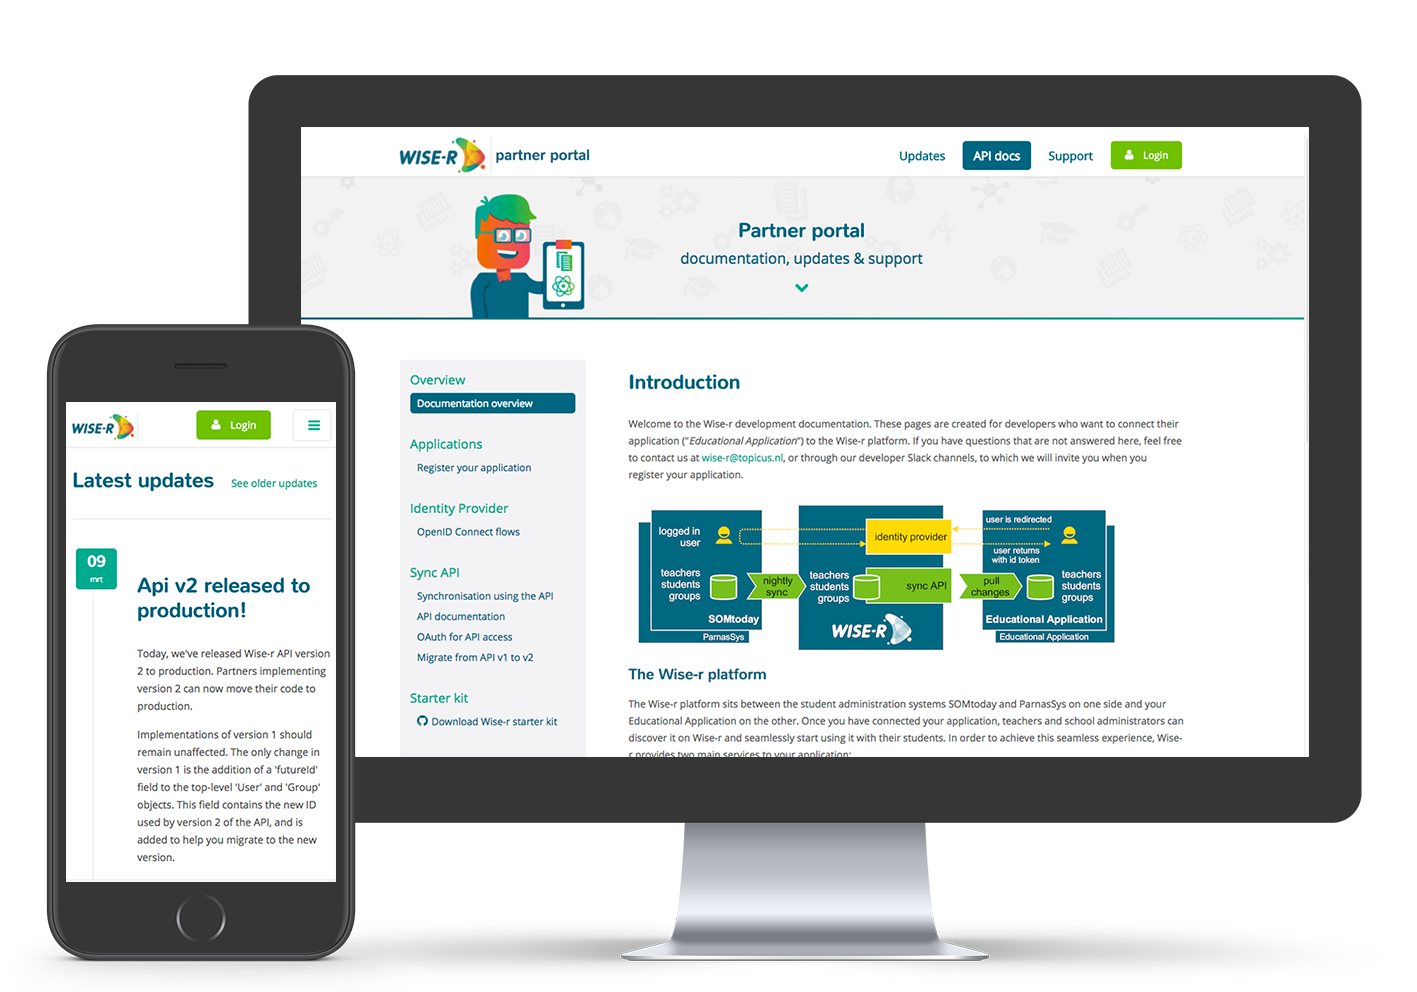 WISE-R partner portal
Updates
API docs
Support
Login
Partner portal
documentation, updates & support
Overview
Documentation overview
Applications
Register your application
Identity Provider
OpenID Connect flows
Sync API
Synchronisation using the API
API documentation
OAuth for API access
Migrate from API v1 to v2
Starter kit
Download Wise-r starter kit
Introduction
Welcome to the Wise-r development documentation. These pages are created for developers who want to connect their
application ("Educational Application") to the Wise-r platform. If you have questions that are not answered here, feel free
to contact us at wise-r@topicus.nl, or through our developer Slack channels, to which we will invite you when you
register your application.
logged in
user
teachers
students
groups
SOMtoday
ParnasSys
nightly
sync
identity provider
teachers
students
groups
sync API
WISE-R
user is redirected
user returns
with id token
pull
changes
teachers
students
groups
Educational Application
Educational Application
The Wise-r platform
The Wise-r platform sits between the student administration systems SOMtoday and ParnasSys on one side and your
Educational Application on the other. Once you have connected your application, teachers and school administrators can
discover it on Wise-r and seamlessly start using it with their students. In order to achieve this seamless experience, Wise-
r provides two main services to your application:
WISE-R
Login
Latest updates
See older updates
09
mrt
Api v2 released to
production!
Today, we've released Wise-r API version
2 to production. Partners implementing
version 2 can now move their code to
production.
Implementations of version 1 should
remain unaffected. The only change in
version 1 is the addition of a 'futureId'
field to the top-level 'User' and 'Group'
objects. This field contains the new ID
used by version 2 of the API, and is
added to help you migrate to the new
version.